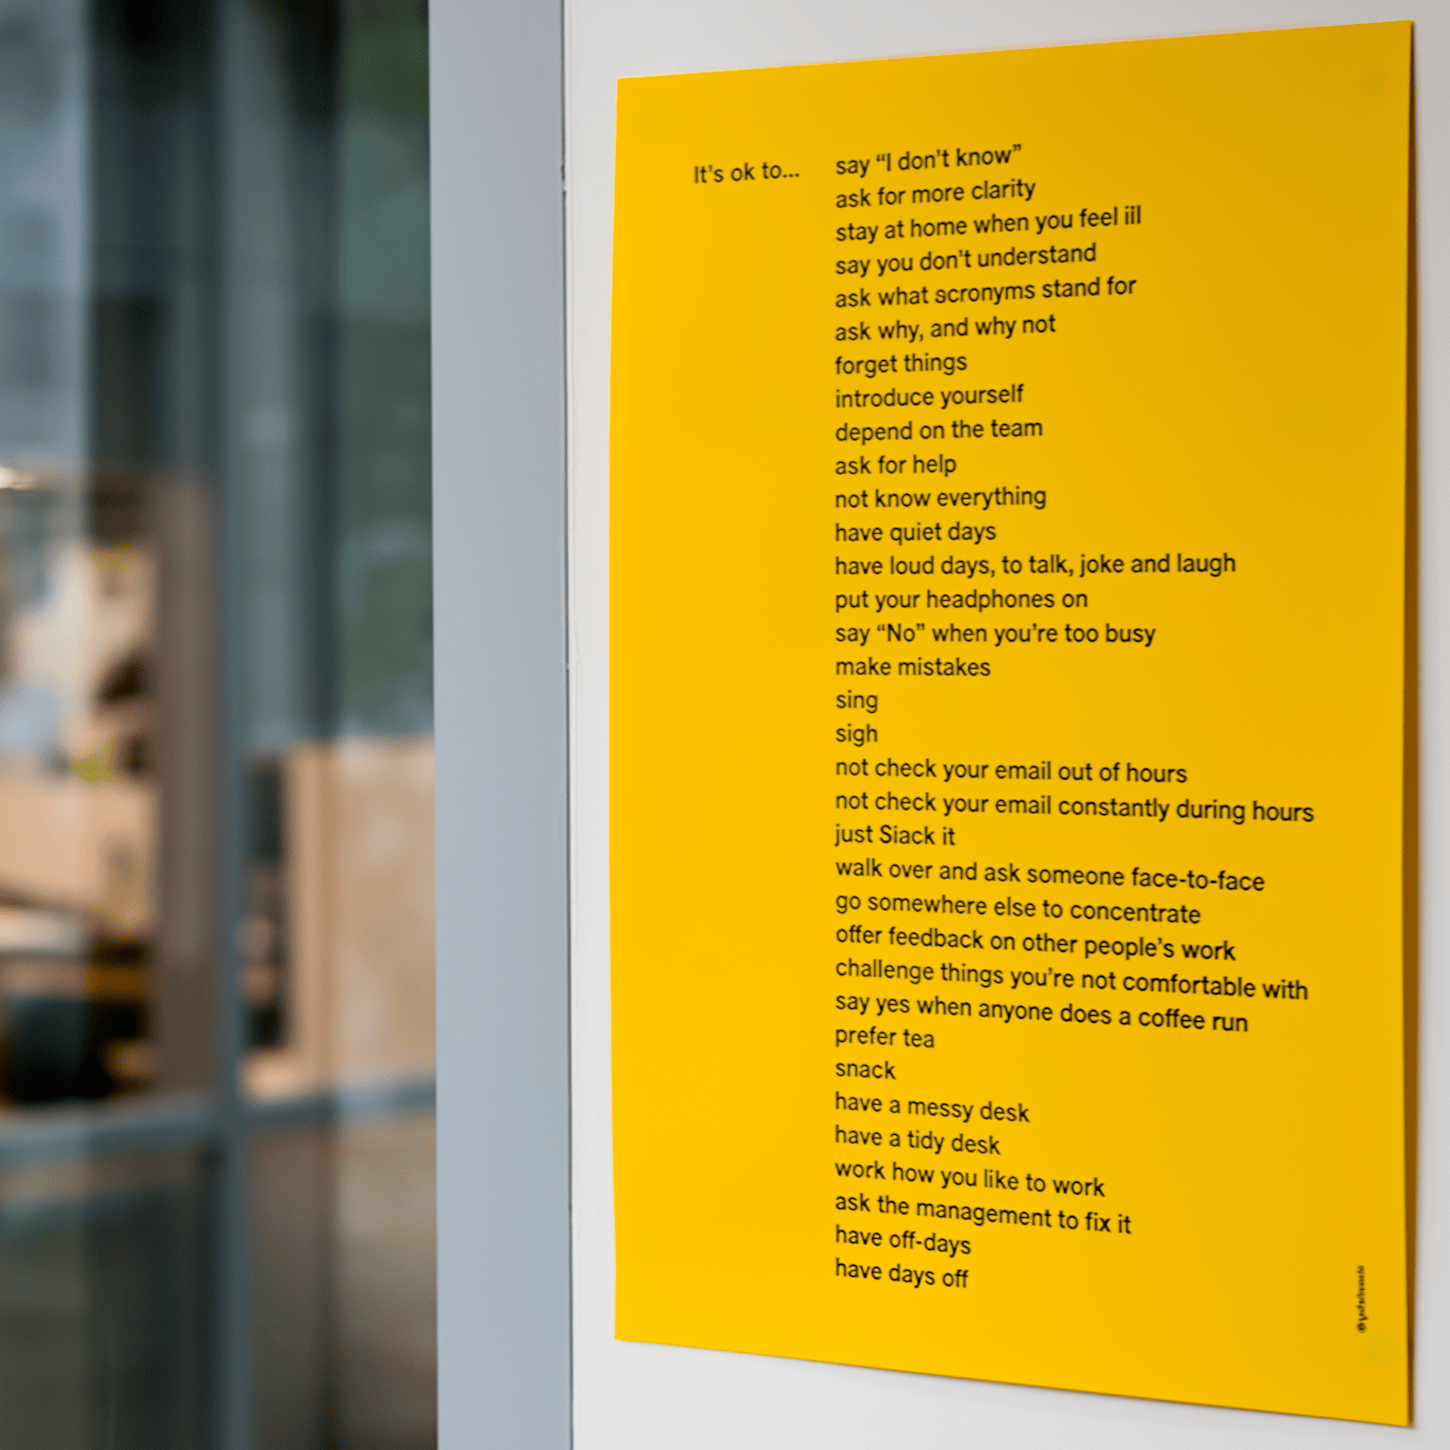 It's ok to... say “I don't know”
ask for more clarity
stay at home when you feel iil
say you don't understand
ask what scronyms stand for
ask why, and why not
forget things
introduce yourself
depend on the team
ask for help
not know everything
have quiet days
have loud days, to talk, joke and laugh
put your headphones on
say “No” when you're too busy
make mistakes
sing
sigh
not check your email out of hours
not check your email constantly during hours
just Siack it
walk over and ask someone face-to-face
go somewhere else to concentrate
offer feedback on other people's work
challenge things you're not comfortable with
say yes when anyone does a coffee run
prefer tea
snack
have a messy desk
have a tidy desk
work how you like to work
ask the management to fix it
have off-days
have days off